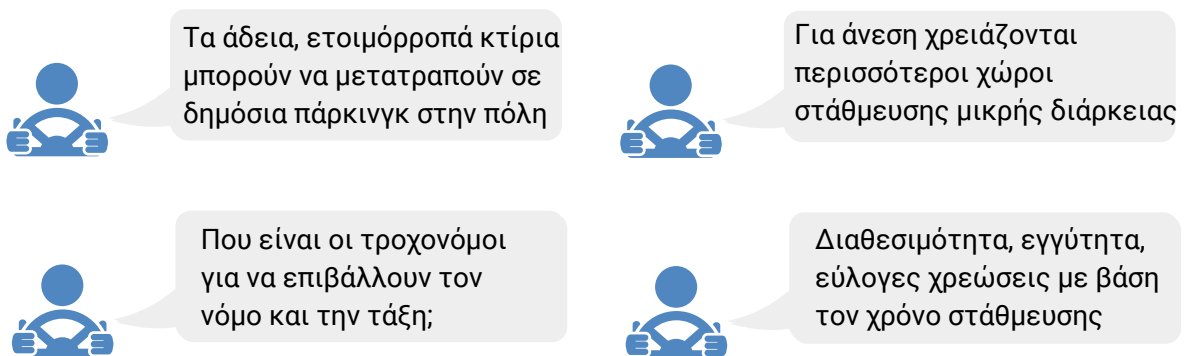 Τα άδεια, ετοιμόρροπά κτίρια
μπορούν να μετατραπούν σε
δημόσια πάρκινγκ στην πόλη
Για άνεση χρειάζονται
περισσότεροι χώροι
στάθμευσης μικρής διάρκειας
Που είναι οι τροχονόμοι
για να επιβάλλουν τον
νόμο και την τάξη;
Διαθεσιμότητα, εγγύτητα,
εύλογες χρεώσεις με βάση
τον χρόνο στάθμευσης